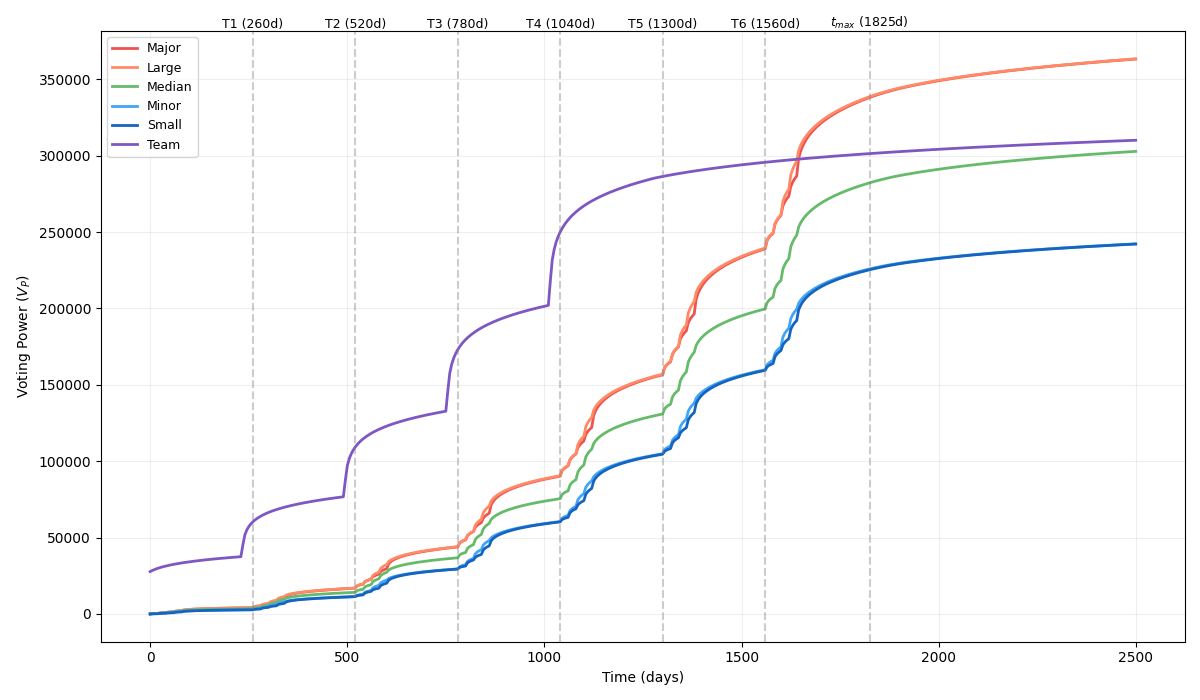 T1 (260d) T2 (520d) T3 (780d) T4 (1040d) T5 (1300d) T6 (1560d) t_max (1825d)
Major
Large
Median
Minor
Small
Team
350000
300000
250000
200000
150000
100000
50000
0
Voting Power (V_P)
0 500 1000 1500 2000 2500
Time (days)